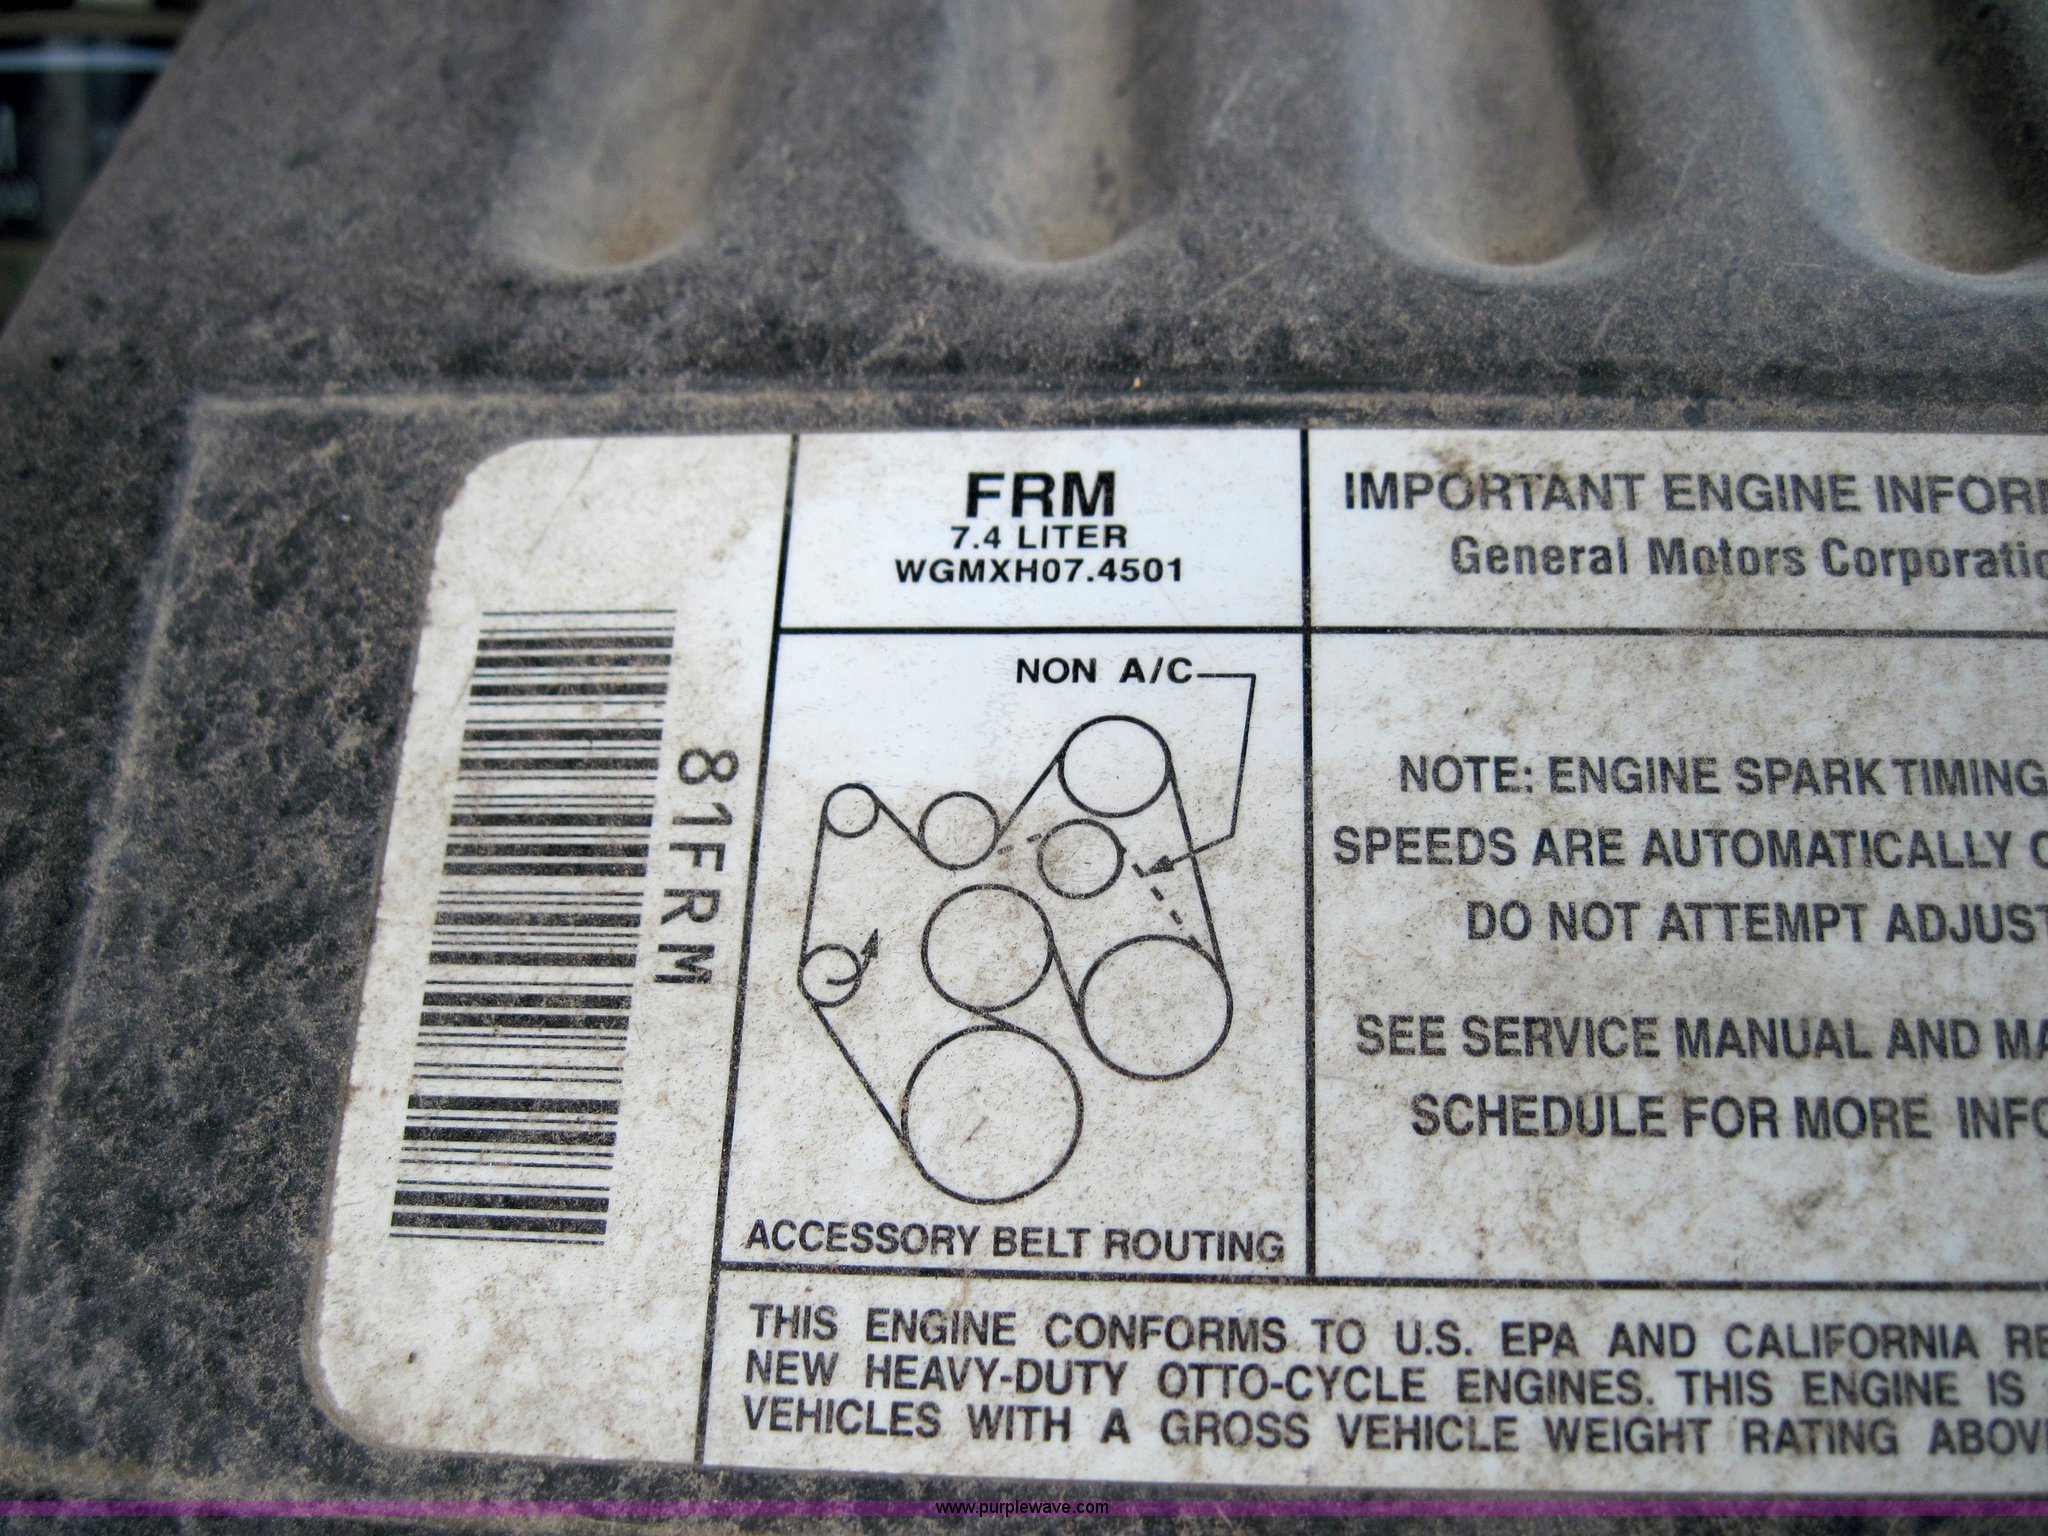 FRM
7.4 LITER
WGMXH07.4501
IMPORTANT ENGINE INFOR
General Motors Corporatio
81FRM
NON A/C
NOTE: ENGINE SPARK TIMING
SPEEDS ARE AUTOMATICALLY C
DO NOT ATTEMPT ADJUST
SEE SERVICE MANUAL AND MA
SCHEDULE FOR MORE INFO
ACCESSORY BELT ROUTING
THIS ENGINE CONFORMS TO U.S. EPA AND CALIFORNIA RE
NEW HEAVY-DUTY OTTO-CYCLE ENGINES. THIS ENGINE IS
VEHICLES WITH A GROSS VEHICLE WEIGHT RATING ABOV
www.purplewave.com